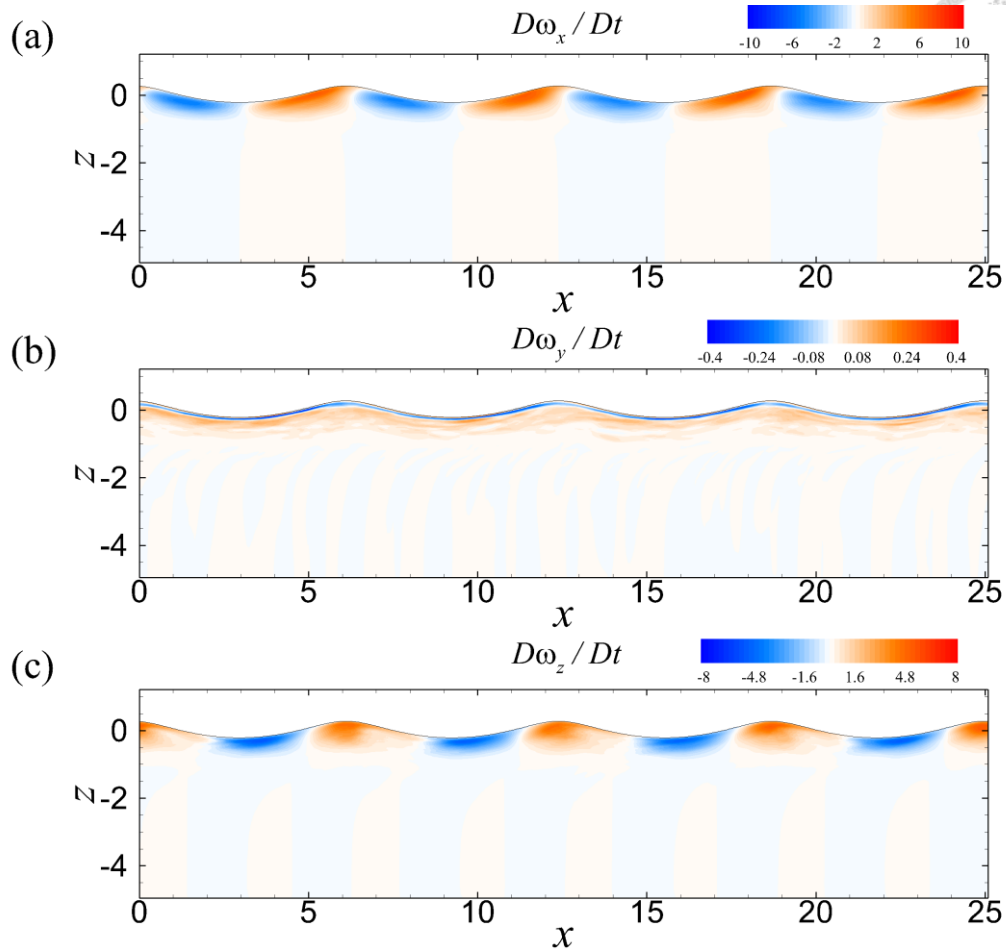 (a)
Dω_x / Dt
-10 -6 -2 2 6 10
0
-2
-4
z
0 5 10 15 20 25
x
(b)
Dω_y / Dt
-0.4 -0.24 -0.08 0.08 0.24 0.4
0
-2
-4
z
0 5 10 15 20 25
x
(c)
Dω_z / Dt
-8 -4.8 -1.6 1.6 4.8 8
0
-2
-4
z
0 5 10 15 20 25
x